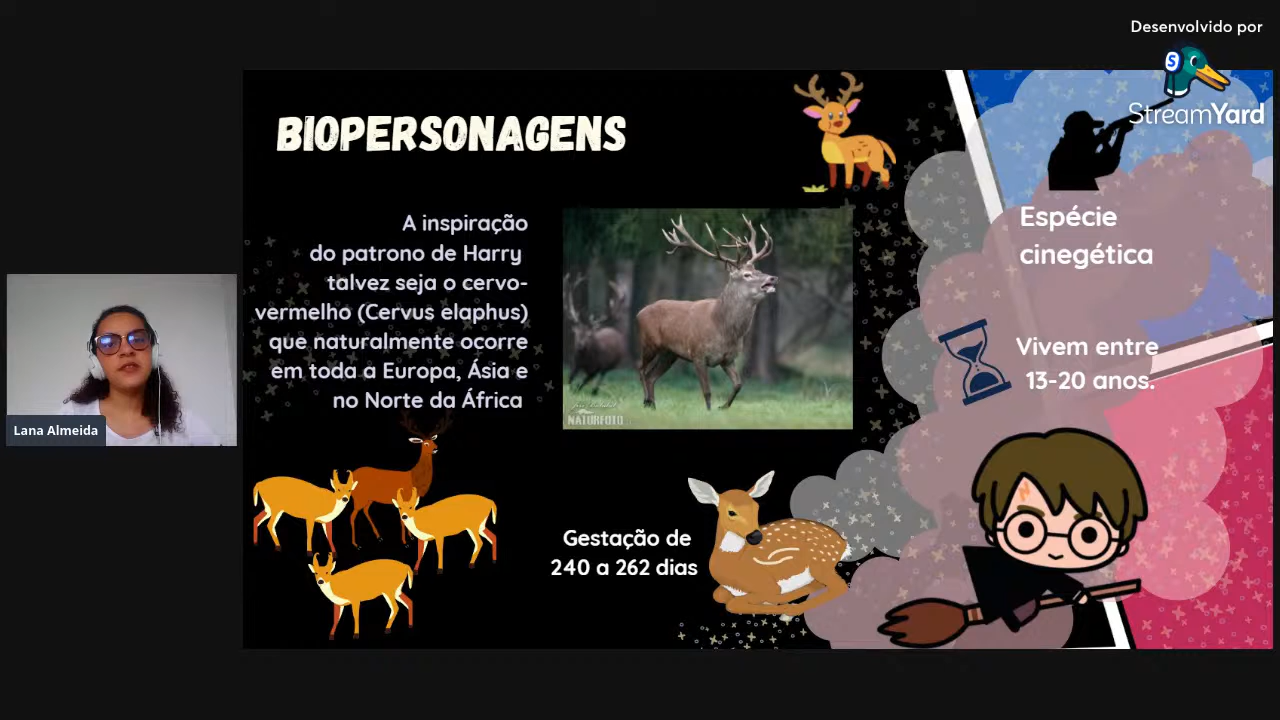 Desenvolvido por
S
StreamYard
BIOPERSONAGENS
A inspiração
do patrono de Harry
talvez seja o cervo-
vermelho (Cervus elaphus)
que naturalmente ocorre
em toda a Europa, Ásia e
no Norte da África
Espécie
cinegética
Vivem entre
13-20 anos.
NATURFOTO
Gestação de
240 a 262 dias
Lana Almeida